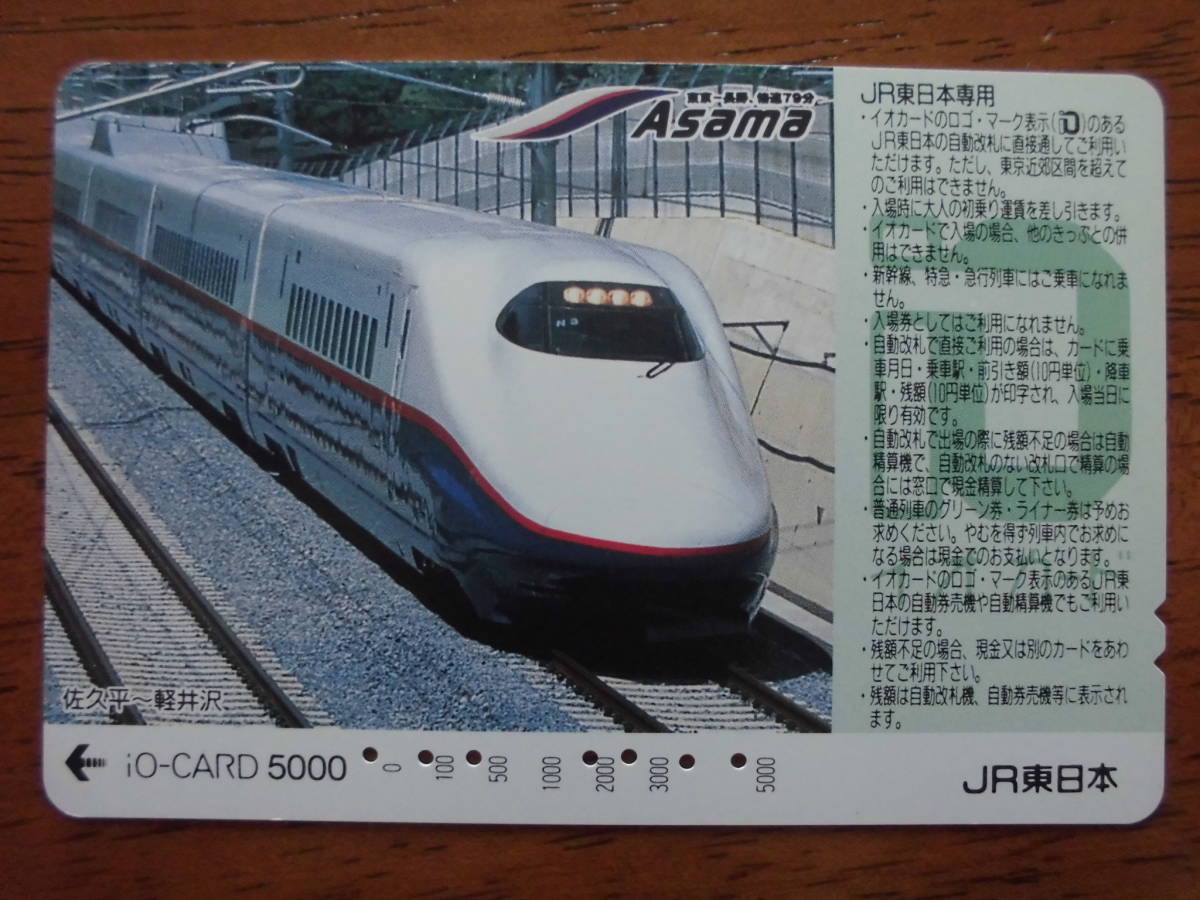 東京−長野、最速79分
Asama
JR東日本専用
・イオカードのロゴ・マーク表示(iO)のある
JR東日本の自動改札に直接通してご利用い
ただけます。ただし、東京近郊区間を超えて
のご利用はできません。
・入場時に大人の初乗り運賃を差し引きます。
・イオカードで入場の場合、他のきっぷとの併
用はできません。
・新幹線、特急・急行列車にはご乗車になれま
せん。
・入場券としてはご利用になれません。
・自動改札で直接ご利用の場合は、カードに乗
車月日・乗車駅・前引き額(10円単位)・降車
駅・残額(10円単位)が印字され、入場当日に
限り有効です。
・自動改札で出場の際に残額不足の場合は自動
精算機で、自動改札のない改札口で精算の場
合には窓口で現金精算して下さい。
・普通列車のグリーン券・ライナー券は予めお
求めください。やむを得ず列車内でお求めに
なる場合は現金でのお支払いとなります。
・イオカードのロゴ・マーク表示のあるJR東
日本の自動券売機や自動精算機でもご利用い
ただけます。
・残額不足の場合、現金又は別のカードをあわ
せてご利用下さい。
・残額は自動改札機、自動券売機等に表示され
ます。
佐久平〜軽井沢
iO-CARD 5000
0 100 500 1000 2000 3000 5000
JR東日本